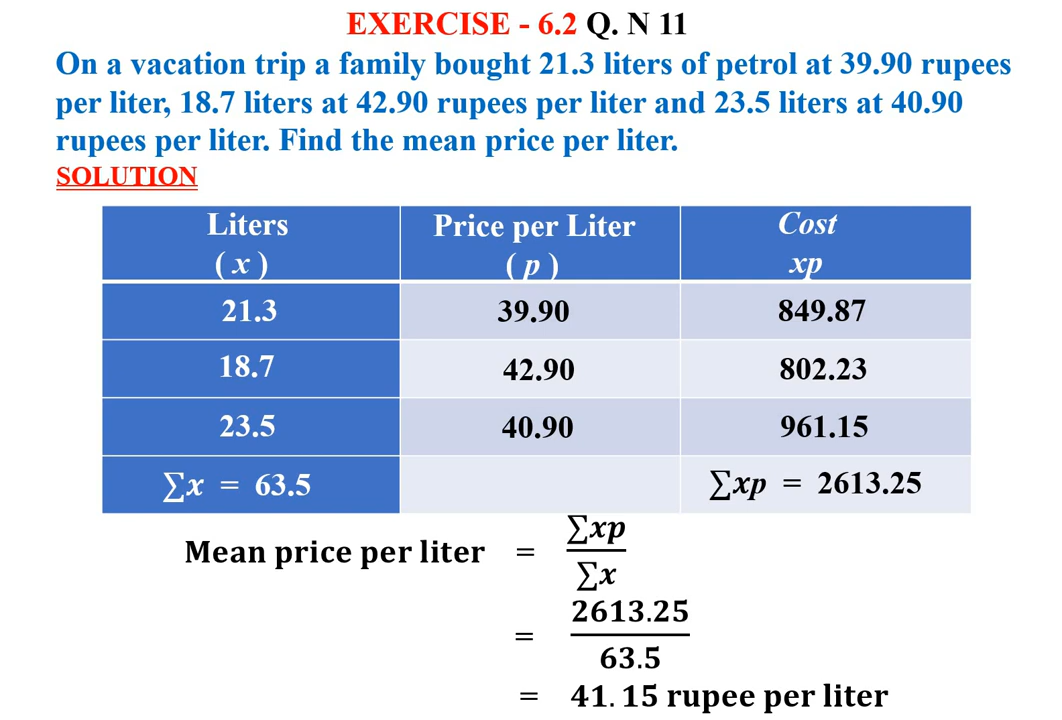 EXERCISE - 6.2 Q. N 11
On a vacation trip a family bought 21.3 liters of petrol at 39.90 rupees
per liter, 18.7 liters at 42.90 rupees per liter and 23.5 liters at 40.90
rupees per liter. Find the mean price per liter.
SOLUTION
Liters Price per Liter Cost
( x ) ( p ) xp
21.3 39.90 849.87
18.7 42.90 802.23
23.5 40.90 961.15
∑x = 63.5 ∑xp = 2613.25
Mean price per liter = ∑xp
∑x
= 2613.25
63.5
= 41.15 rupee per liter